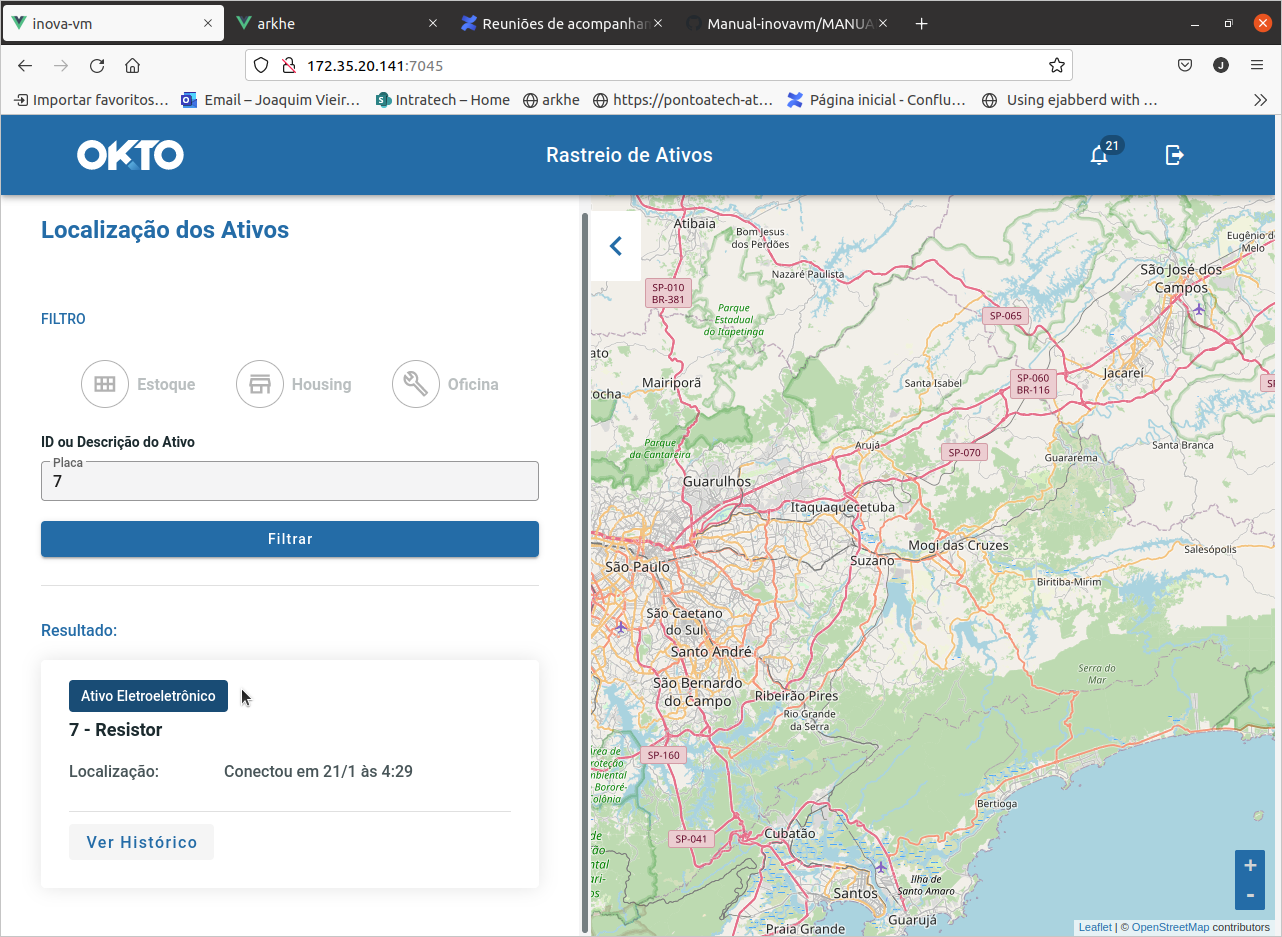 inova-vm
arkhe
Reuniões de acompanhar
Manual-inovavm/MANUA
172.35.20.141:7045
J
Importar favoritos…
Email – Joaquim Vieir…
Intratech – Home
arkhe
https://pontoatech-at…
Página inicial - Conflu…
Using ejabberd with …
OKTO
Rastreio de Ativos
21
Localização dos Ativos
FILTRO
Estoque
Housing
Oficina
ID ou Descrição do Ativo
Placa
7
Filtrar
Resultado:
Ativo Eletroeletrônico
7 - Resistor
Localização:
Conectou em 21/1 às 4:29
Ver Histórico
Atibaia
Bom Jesus
dos Perdões
Nazaré Paulista
Eugênio d
Melo
São José dos
Campos
SP-010
BR-381
Parque
Estadual
do Itapetinga
SP-065
ato
Mairiporã
Santa Isabel
SP-060
BR-116
Jacareí
ocha
Parque
da Cantareira
Arujá
SP-070
Guararema
Santa Branca
Guarulhos
Itaquaquecetuba
São Paulo
Suzano
Mogi das Cruzes
Salesópolis
Biritiba-Mirim
São Caetano
do Sul
Santo André
São Bernardo
do Campo
Ribeirão Pires
Rio Grande
da Serra
Serra do
Mar
SP-160
Área de
roteção
mbiental
Bororé-
Colônia
Bertioga
SP-041
Cubatão
Ilha de
Santo Amaro
Santos
Guarujá
Praia Grande
+
-
Leaflet | © OpenStreetMap contributors